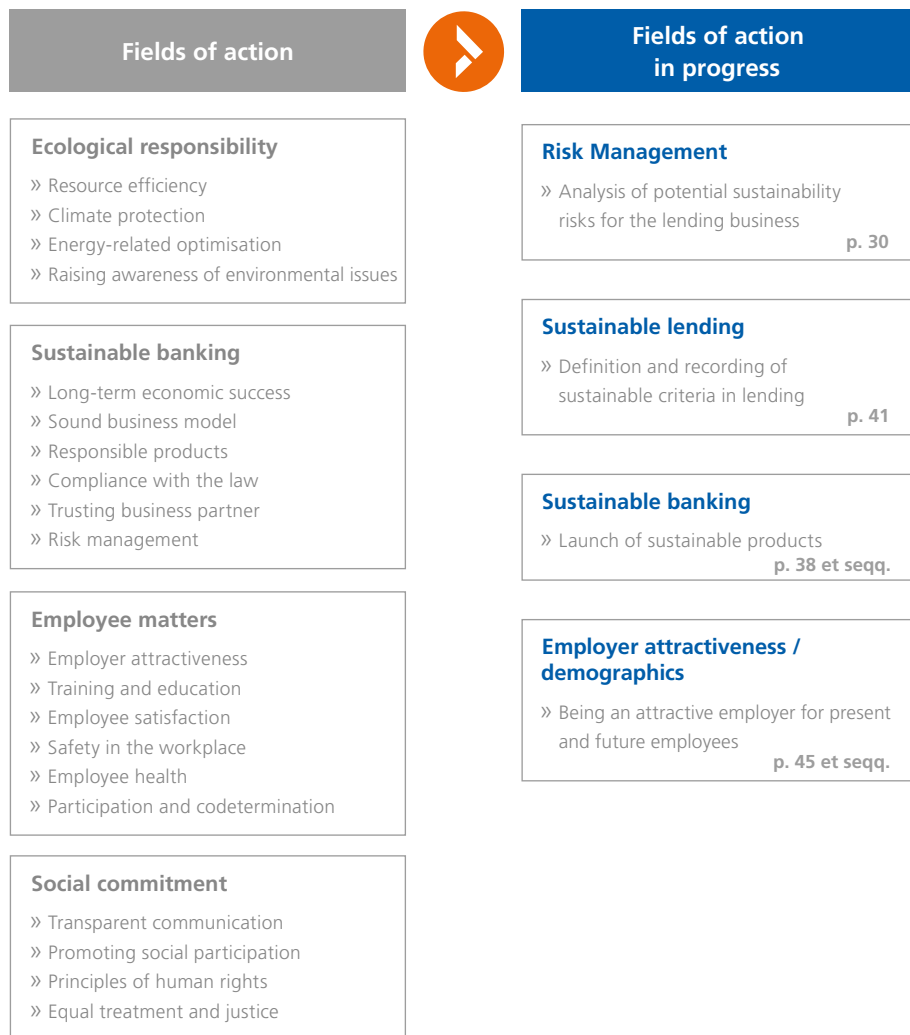 Fields of action
Ecological responsibility
» Resource efficiency
» Climate protection
» Energy-related optimisation
» Raising awareness of environmental issues
Sustainable banking
» Long-term economic success
» Sound business model
» Responsible products
» Compliance with the law
» Trusting business partner
» Risk management
Employee matters
» Employer attractiveness
» Training and education
» Employee satisfaction
» Safety in the workplace
» Employee health
» Participation and codetermination
Social commitment
» Transparent communication
» Promoting social participation
» Principles of human rights
» Equal treatment and justice
Fields of action
in progress
Risk Management
» Analysis of potential sustainability
risks for the lending business
p. 30
Sustainable lending
» Definition and recording of
sustainable criteria in lending
p. 41
Sustainable banking
» Launch of sustainable products
p. 38 et seqq.
Employer attractiveness /
demographics
» Being an attractive employer for present
and future employees
p. 45 et seqq.